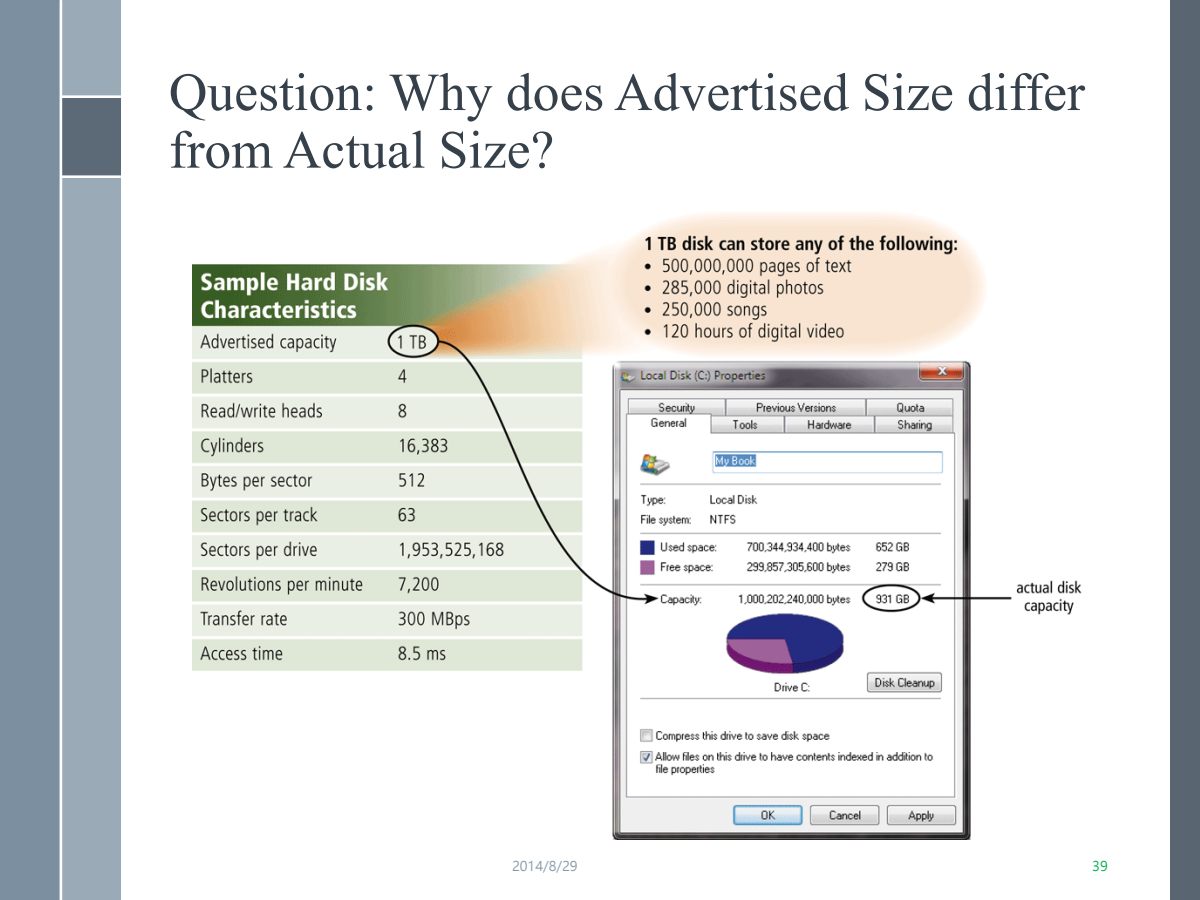 Question: Why does Advertised Size differ
from Actual Size?
1 TB disk can store any of the following:
• 500,000,000 pages of text
• 285,000 digital photos
• 250,000 songs
• 120 hours of digital video
Sample Hard Disk
Characteristics
Advertised capacity 1 TB
Platters 4
Read/write heads 8
Cylinders 16,383
Bytes per sector 512
Sectors per track 63
Sectors per drive 1,953,525,168
Revolutions per minute 7,200
Transfer rate 300 MBps
Access time 8.5 ms
Local Disk (C:) Properties
Security Previous Versions Quota
General Tools Hardware Sharing
My Book
Type: Local Disk
File system: NTFS
Used space: 700,344,934,400 bytes 652 GB
Free space: 299,857,305,600 bytes 279 GB
Capacity: 1,000,202,240,000 bytes 931 GB
Drive C:
Disk Cleanup
Compress this drive to save disk space
Allow files on this drive to have contents indexed in addition to
file properties
OK Cancel Apply
actual disk
capacity
2014/8/29
39